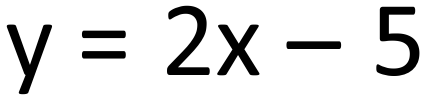 y = 2x – 5